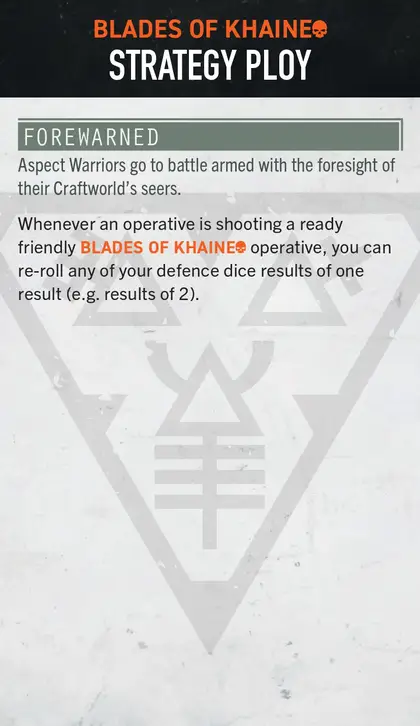 BLADES OF KHAINE
STRATEGY PLOY
FOREWARNED
Aspect Warriors go to battle armed with the foresight of
their Craftworld’s seers.
Whenever an operative is shooting a ready
friendly BLADES OF KHAINE operative, you can
re-roll any of your defence dice results of one
result (e.g. results of 2).